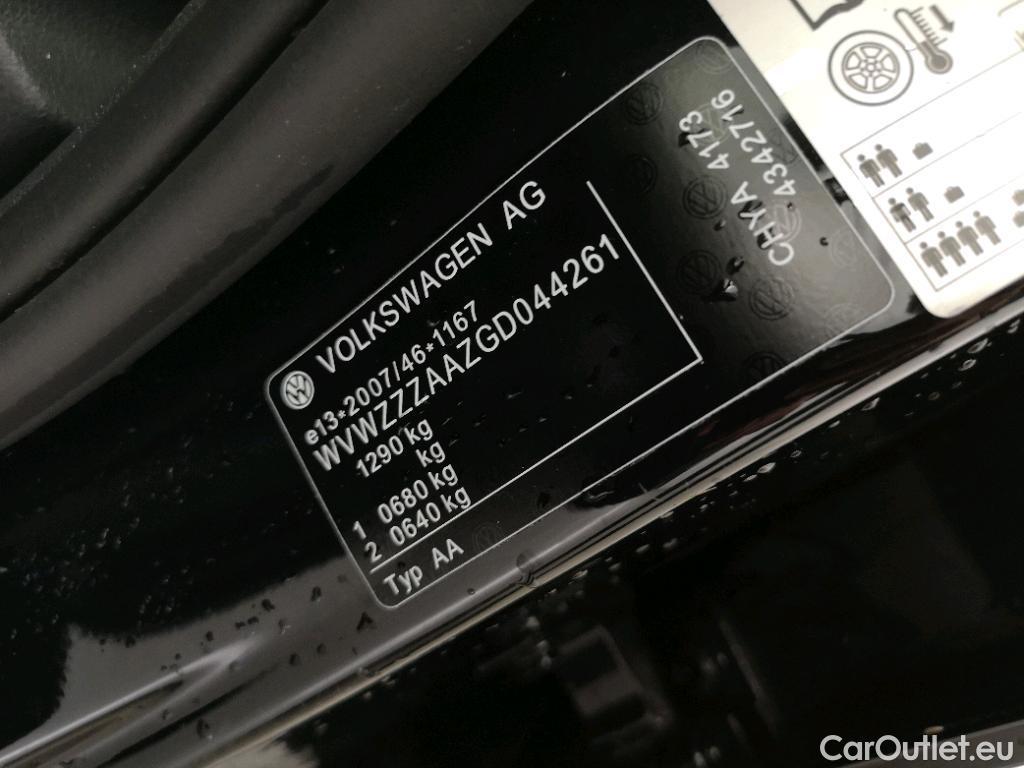 VOLKSWAGEN AG
e13*2007/46*1167
WVWZZZAAZGD044261
1290 kg
kg
1 0680 kg
2 0640 kg
Typ AA
CHYA 4173
4342716
CarOutlet.eu